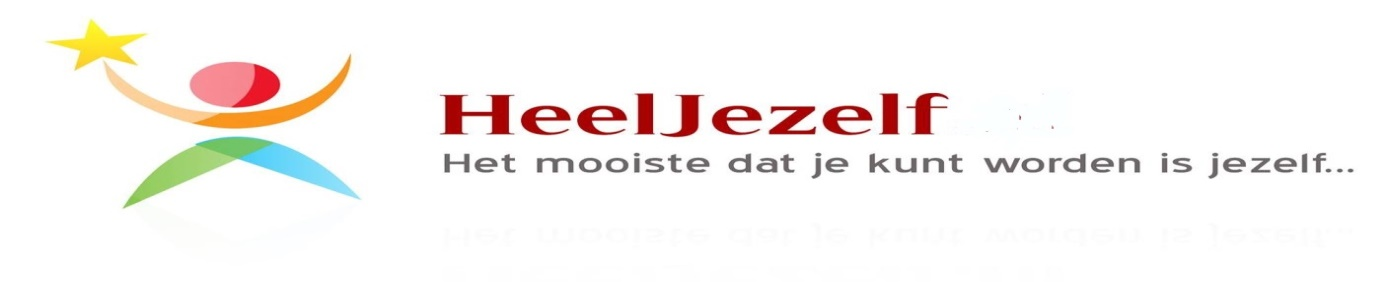 HeelJezelf
Het mooiste dat je kunt worden is jezelf...